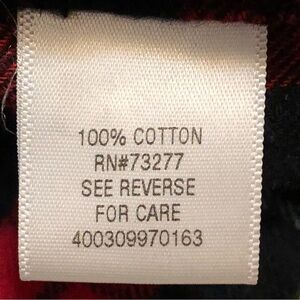 100% COTTON
RN#73277
SEE REVERSE
FOR CARE
400309970163